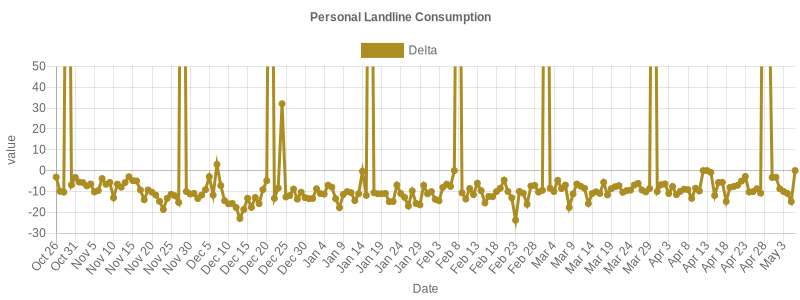 Personal Landline Consumption
Delta
value
50
40
30
20
10
0
-10
-20
-30
Oct 26
Oct 31
Nov 5
Nov 10
Nov 15
Nov 20
Nov 25
Nov 30
Dec 5
Dec 10
Dec 15
Dec 20
Dec 25
Dec 30
Jan 4
Jan 9
Jan 14
Jan 19
Jan 24
Jan 29
Feb 3
Feb 8
Feb 13
Feb 18
Feb 23
Feb 28
Mar 4
Mar 9
Mar 14
Mar 19
Mar 24
Mar 29
Apr 3
Apr 8
Apr 13
Apr 18
Apr 23
Apr 28
May 3
Date